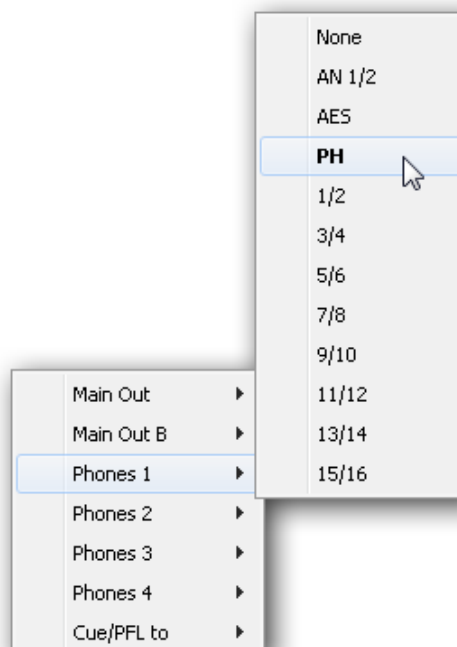 None
AN 1/2
AES
PH
1/2
3/4
5/6
7/8
9/10
11/12
13/14
15/16
Main Out
Main Out B
Phones 1
Phones 2
Phones 3
Phones 4
Cue/PFL to